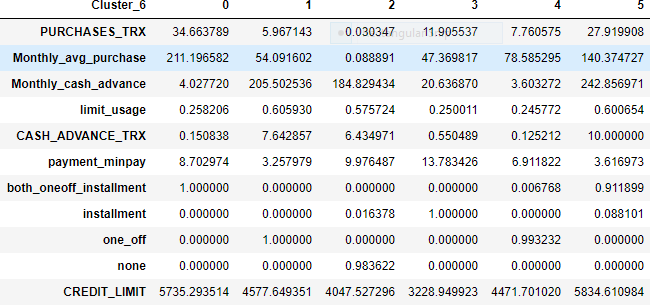 Cluster_6 0 1 2 3 4 5
PURCHASES_TRX 34.663789 5.967143 0.030347 11.905537 7.760575 27.919908
Monthly_avg_purchase 211.196582 54.091602 0.088891 47.369817 78.585295 140.374727
Monthly_cash_advance 4.027720 205.502536 184.829434 20.636870 3.603272 242.856971
limit_usage 0.258206 0.605930 0.575724 0.250011 0.245772 0.600654
CASH_ADVANCE_TRX 0.150838 7.642857 6.434971 0.550489 0.125212 10.000000
payment_minpay 8.702974 3.257979 9.976487 13.783426 6.911822 3.616973
both_oneoff_installment 1.000000 0.000000 0.000000 0.000000 0.006768 0.911899
installment 0.000000 0.000000 0.016378 1.000000 0.000000 0.088101
one_off 0.000000 1.000000 0.000000 0.000000 0.993232 0.000000
none 0.000000 0.000000 0.983622 0.000000 0.000000 0.000000
CREDIT_LIMIT 5735.293514 4577.649351 4047.527296 3228.949923 4471.701020 5834.610984